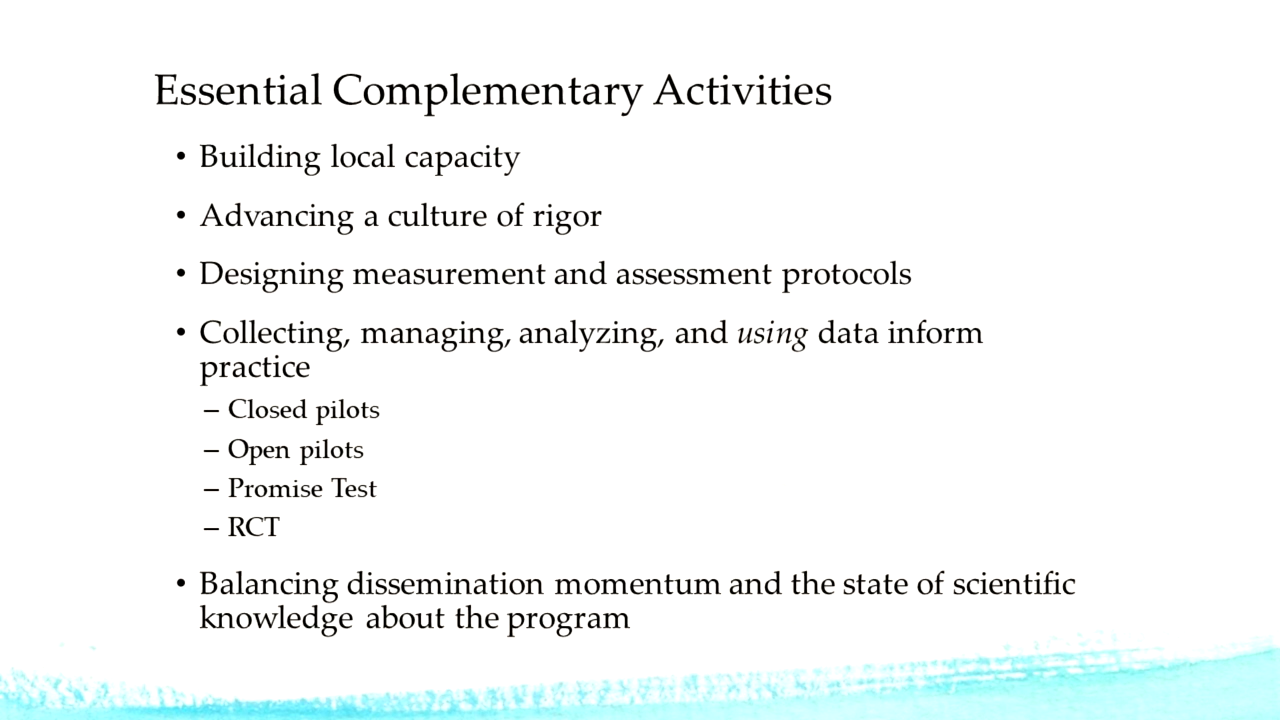 Essential Complementary Activities
• Building local capacity
• Advancing a culture of rigor
• Designing measurement and assessment protocols
• Collecting, managing, analyzing, and using data inform
practice
– Closed pilots
– Open pilots
– Promise Test
– RCT
• Balancing dissemination momentum and the state of scientific
knowledge about the program